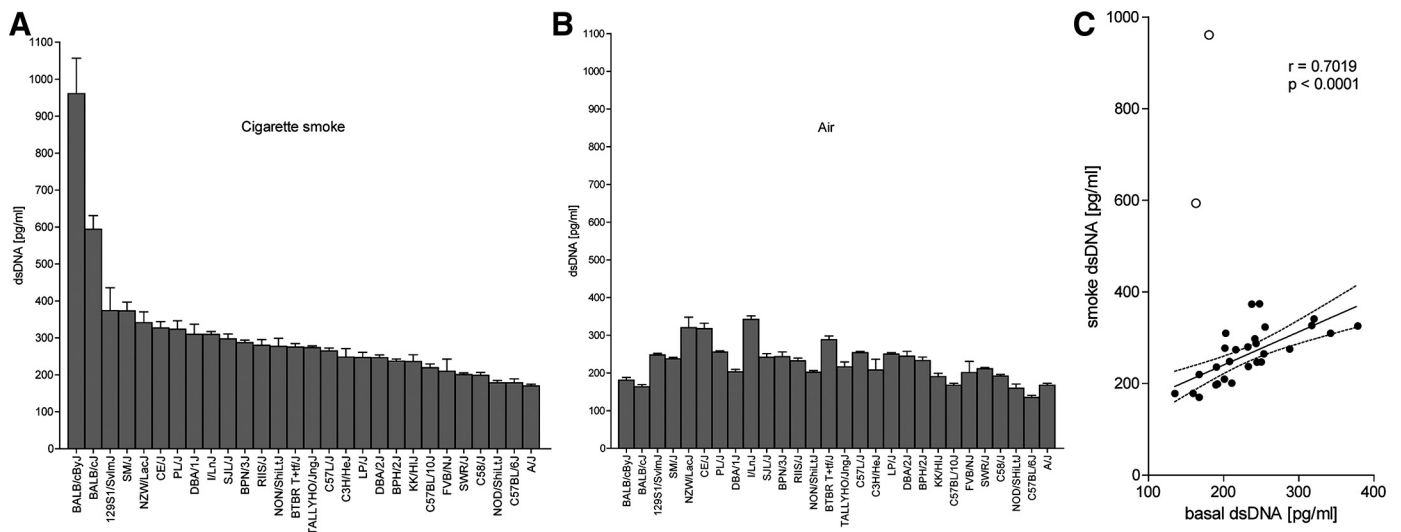 A
1100
1000
900
800
700
600
500
400
300
200
100
0
dsDNA [pg/ml]
Cigarette smoke
BALB/cByJ
BALB/cJ
129S1/SvImJ
SM/J
NZW/LacJ
CE/J
PL/J
DBA/1J
I/LnJ
SJL/J
BPN/3J
RIIIS/J
NON/ShiLtJ
BTBR T+tf/J
TALLYHO/JngJ
C57L/J
C3H/HeJ
LP/J
DBA/2J
BPH/2J
KK/HIJ
C57BL/10J
FVB/NJ
SWR/J
C58/J
NOD/ShiLtJ
C57BL/6J
A/J
B
1100
1000
900
800
700
600
500
400
300
200
100
0
dsDNA [pg/ml]
Air
BALB/cByJ
BALB/cJ
129S1/SvImJ
SM/J
NZW/LacJ
CE/J
PL/J
DBA/1J
I/LnJ
SJL/J
BPN/3J
RIIIS/J
NON/ShiLtJ
BTBR T+tf/J
TALLYHO/JngJ
C57L/J
C3H/HeJ
LP/J
DBA/2J
BPH/2J
KK/HIJ
C57BL/10J
FVB/NJ
SWR/J
C58/J
NOD/ShiLtJ
C57BL/6J
A/J
C
1000
800
600
400
200
0
smoke dsDNA [pg/ml]
r = 0.7019
p < 0.0001
100
200
300
400
basal dsDNA [pg/ml]